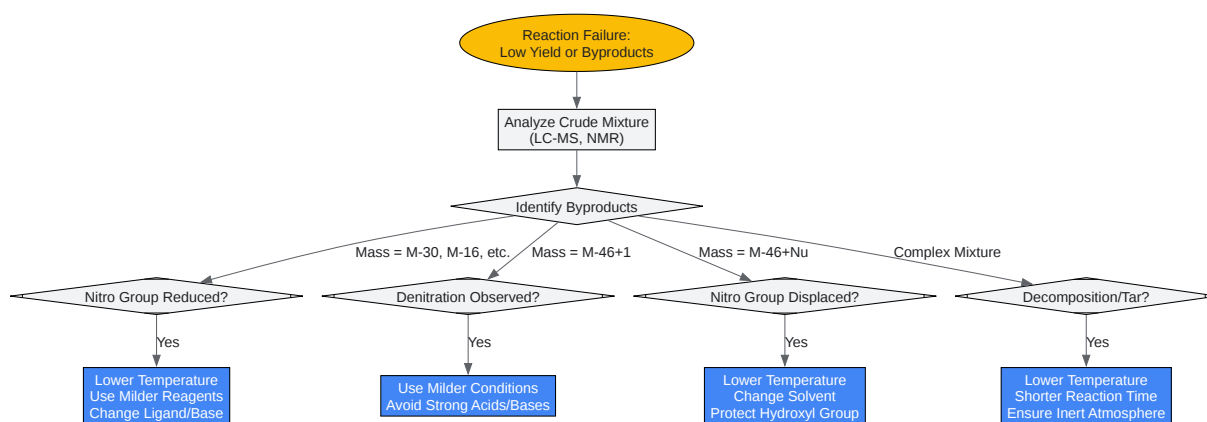 Reaction Failure:
Low Yield or Byproducts
Analyze Crude Mixture
(LC-MS, NMR)
Identify Byproducts
Mass = M-30, M-16, etc.
Mass = M-46+1
Mass = M-46+Nu
Complex Mixture
Nitro Group Reduced?
Denitration Observed?
Nitro Group Displaced?
Decomposition/Tar?
Yes
Yes
Yes
Yes
Lower Temperature
Use Milder Reagents
Change Ligand/Base
Use Milder Conditions
Avoid Strong Acids/Bases
Lower Temperature
Change Solvent
Protect Hydroxyl Group
Lower Temperature
Shorter Reaction Time
Ensure Inert Atmosphere